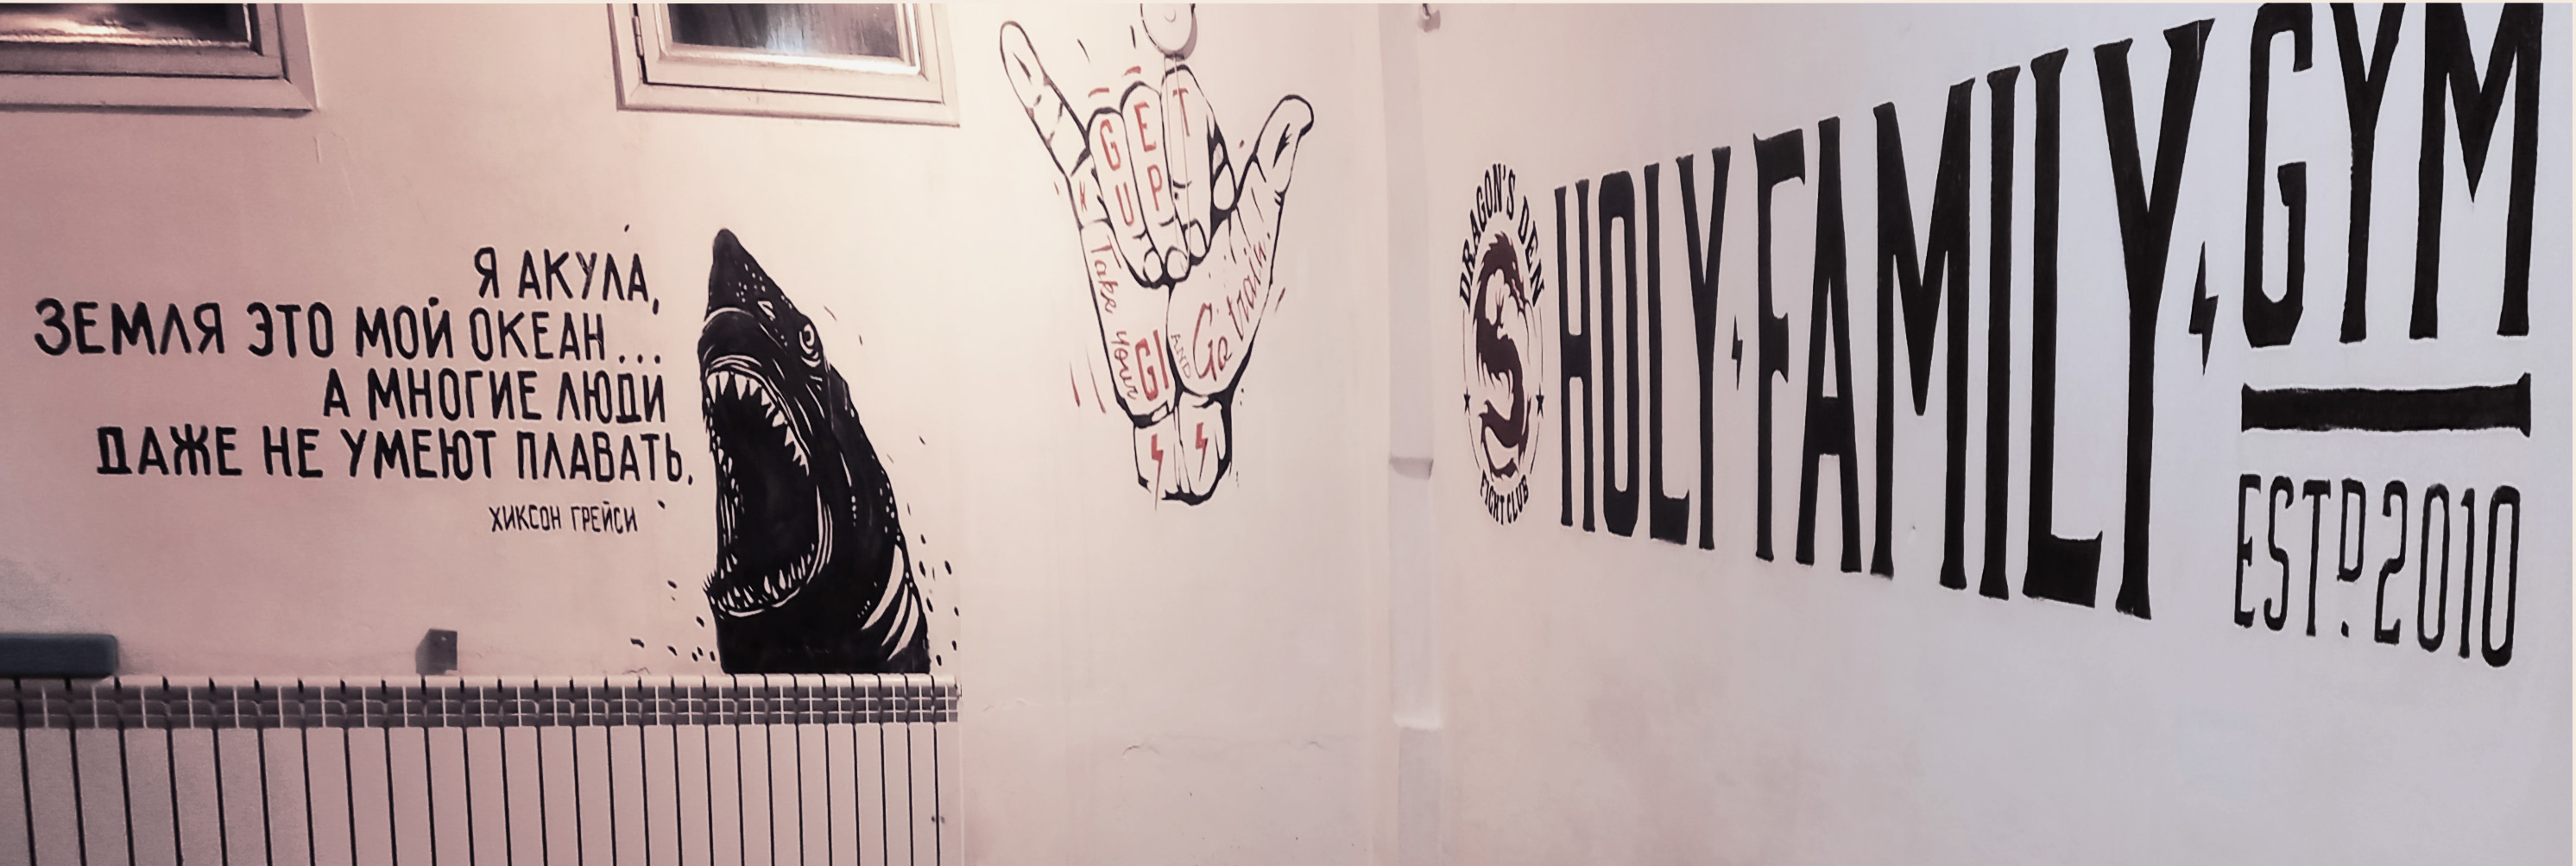 Я АКУЛА,
ЗЕМЛЯ ЭТО МОЙ ОКЕАН...
А МНОГИЕ ЛЮДИ
ДАЖЕ НЕ УМЕЮТ ПЛАВАТЬ.
ХИКСОН ГРЕЙСИ
GET
UP
Take your
GI
AND
Go train!
DRAGON'S DEN
FIGHT CLUB
HOLY FAMILY GYM
ESTD. 2010